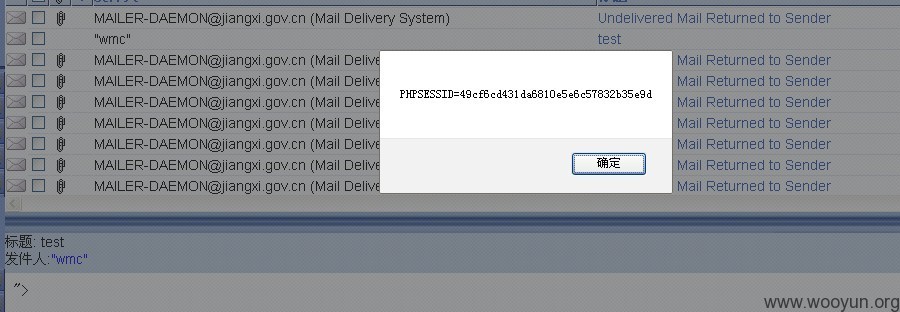 MAILER-DAEMON@jiangxi.gov.cn (Mail Delivery System) Undelivered Mail Returned to Sender
"wmc" test
MAILER-DAEMON@jiangxi.gov.cn (Mail Delive Mail Returned to Sender
MAILER-DAEMON@jiangxi.gov.cn (Mail Delive Mail Returned to Sender
MAILER-DAEMON@jiangxi.gov.cn (Mail Delive Mail Returned to Sender
MAILER-DAEMON@jiangxi.gov.cn (Mail Delive Mail Returned to Sender
MAILER-DAEMON@jiangxi.gov.cn (Mail Delive Mail Returned to Sender
MAILER-DAEMON@jiangxi.gov.cn (Mail Delive Mail Returned to Sender
MAILER-DAEMON@jiangxi.gov.cn (Mail Delive Mail Returned to Sender
PHPSESSID=49cf6cd431da6810e5e6c57832b35e9d
确定
标题: test
发件人:"wmc"
">
www.wooyun.org